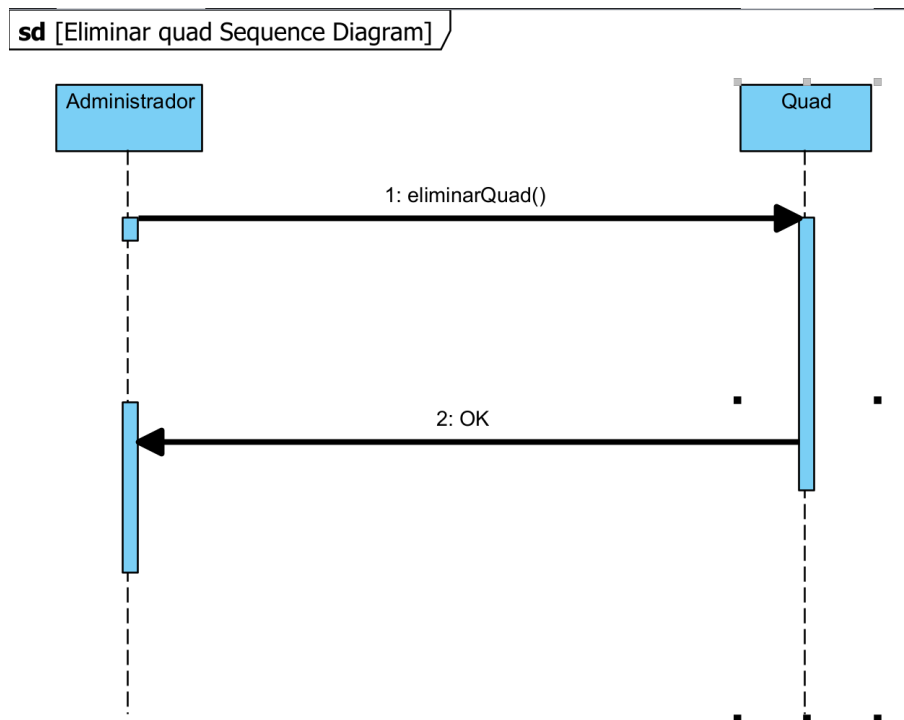 sd [Eliminar quad Sequence Diagram]
Administrador
Quad
1: eliminarQuad()
2: OK